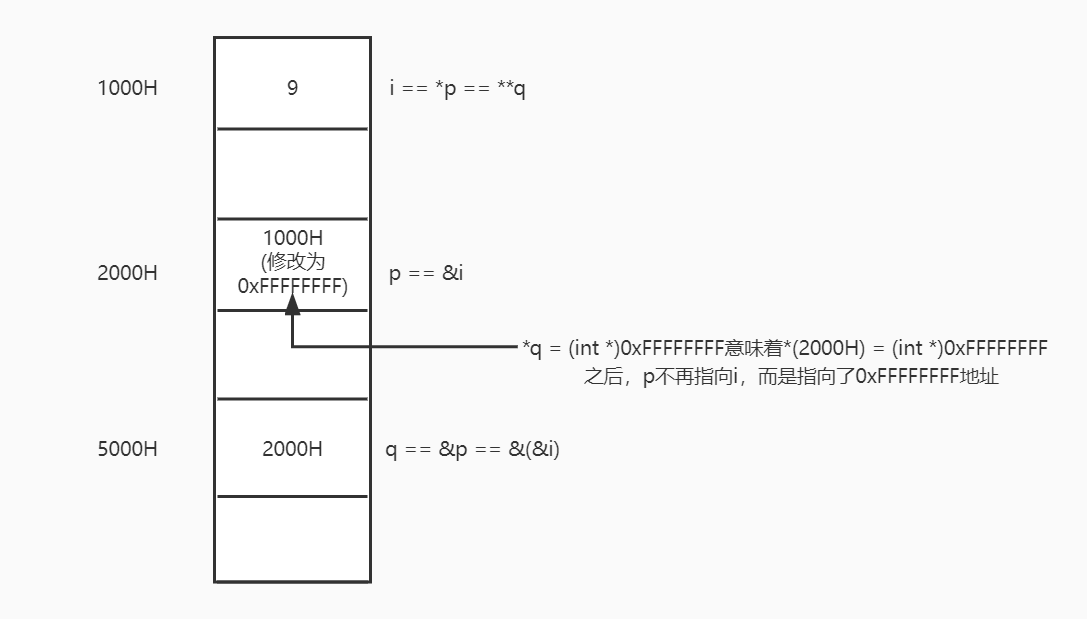 1000H
9
i == *p == **q
1000H
(修改为
0xFFFFFFFF)
2000H
p == &i
*q = (int *)0xFFFFFFFF意味着*(2000H) = (int *)0xFFFFFFFF
之后，p不再指向i，而是指向了0xFFFFFFFF地址
5000H
2000H
q == &p == &(&i)